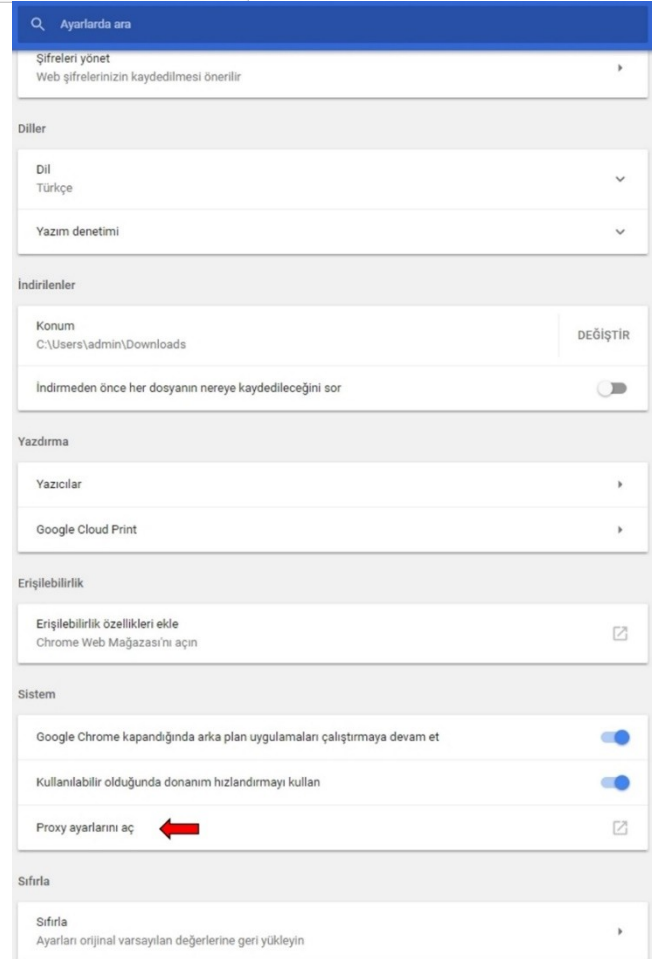 Ayarlarda ara
Şifreleri yönet
Web şifrelerinizin kaydedilmesi önerilir
Diller
Dil
Türkçe
Yazım denetimi
İndirilenler
Konum
C:\Users\admin\Downloads
DEĞİŞTİR
İndirmeden önce her dosyanın nereye kaydedileceğini sor
Yazdırma
Yazıcılar
Google Cloud Print
Erişilebilirlik
Erişilebilirlik özellikleri ekle
Chrome Web Mağazası'nı açın
Sistem
Google Chrome kapandığında arka plan uygulamaları çalıştırmaya devam et
Kullanılabilir olduğunda donanım hızlandırmayı kullan
Proxy ayarlarını aç
Sıfırla
Sıfırla
Ayarları orijinal varsayılan değerlerine geri yükleyin